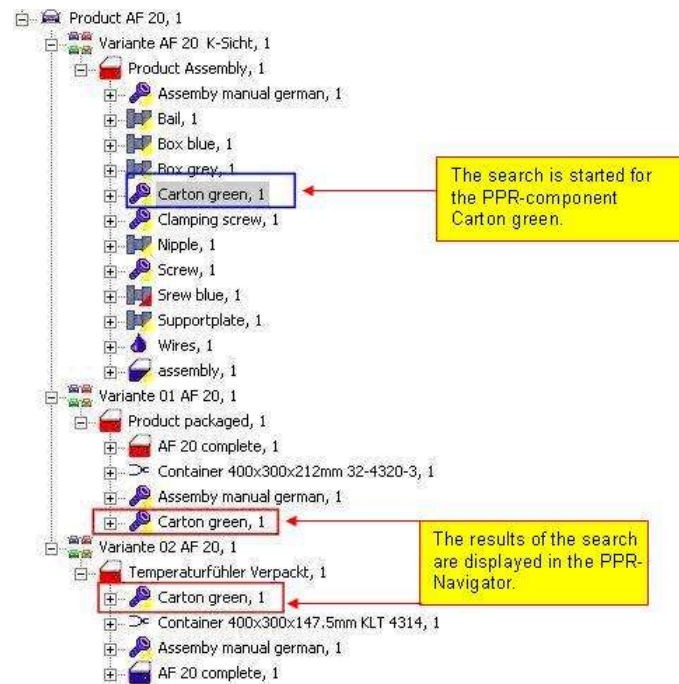 Product AF 20, 1
Variante AF 20 K-Sicht, 1
Product Assembly, 1
Assemby manual german, 1
Bail, 1
Box blue, 1
Box grey, 1
Carton green, 1
Clamping screw, 1
Nipple, 1
Screw, 1
Srew blue, 1
Supportplate, 1
Wires, 1
assembly, 1
Variante 01 AF 20, 1
Product packaged, 1
AF 20 complete, 1
Container 400x300x212mm 32-4320-3, 1
Assemby manual german, 1
Carton green, 1
Variante 02 AF 20, 1
Temperaturfühler Verpackt, 1
Carton green, 1
Container 400x300x147.5mm KLT 4314, 1
Assemby manual german, 1
AF 20 complete, 1
The search is started for
the PPR-component
Carton green.
The results of the search
are displayed in the PPR-
Navigator.